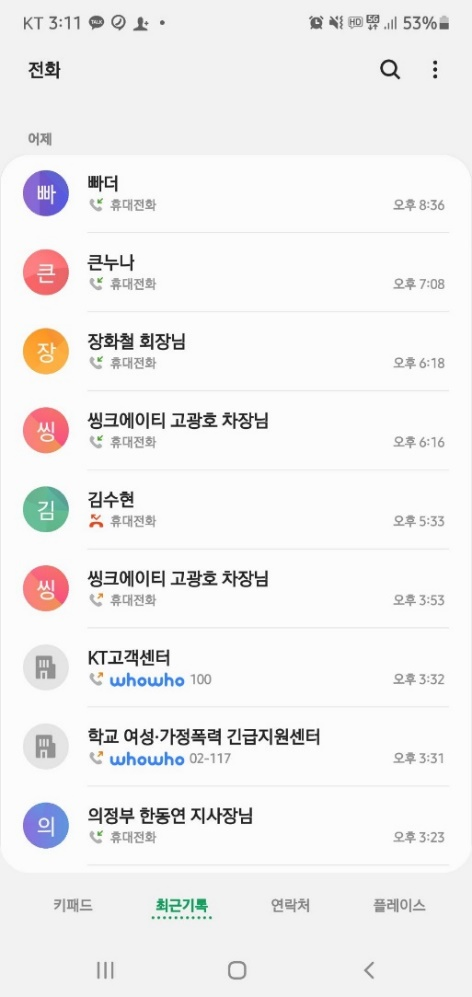 KT 3:11 53%
전화
어제
빠
빠더
휴대전화
오후 8:36
큰
큰누나
휴대전화
오후 7:08
장
장화철 회장님
휴대전화
오후 6:18
씽
씽크에이티 고광호 차장님
휴대전화
오후 6:16
김
김수현
휴대전화
오후 5:33
씽
씽크에이티 고광호 차장님
휴대전화
오후 3:53
KT고객센터
whowho 100
오후 3:32
학교 여성·가정폭력 긴급지원센터
whowho 02-117
오후 3:31
의
의정부 한동연 지사장님
휴대전화
오후 3:23
키패드 최근기록 연락처 플레이스